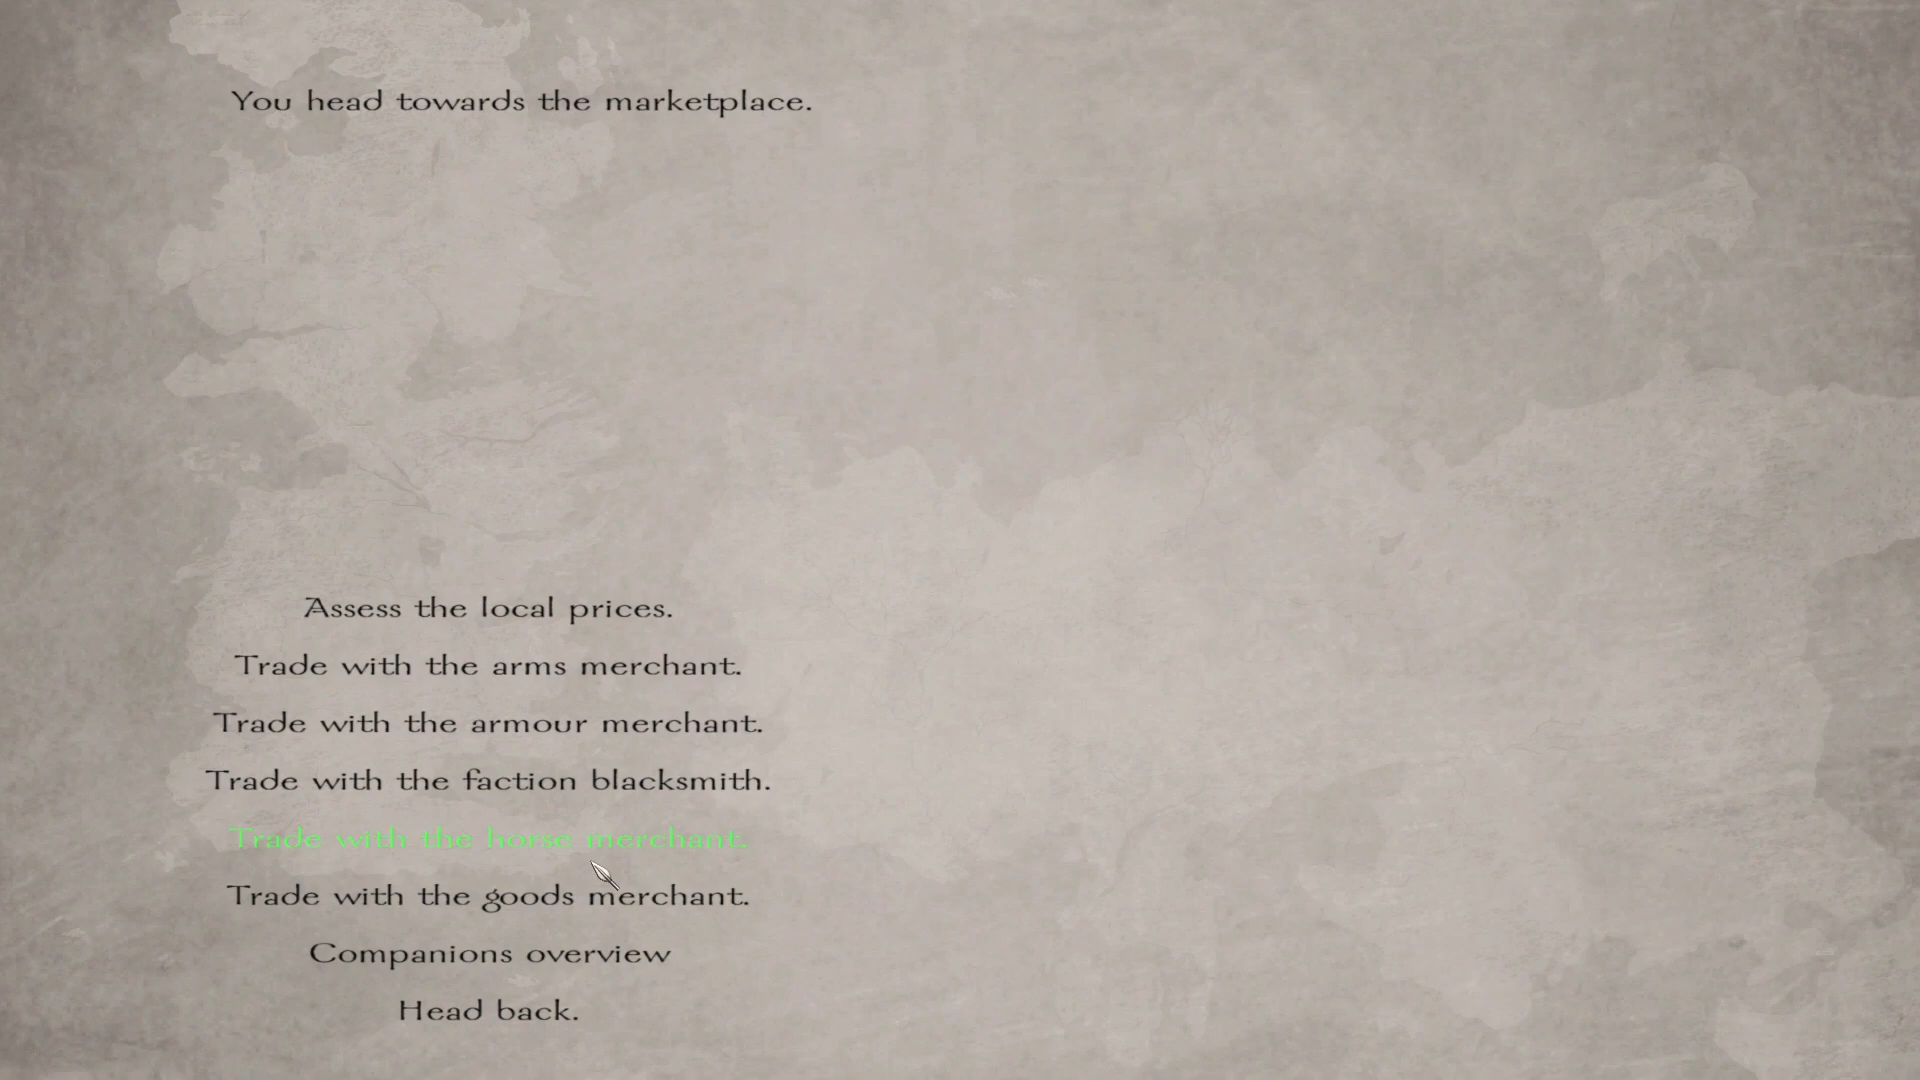 You head towards the marketplace.
Assess the local prices.
Trade with the arms merchant.
Trade with the armour merchant.
Trade with the faction blacksmith.
Trade with the horse merchant.
Trade with the goods merchant.
Companions overview
Head back.